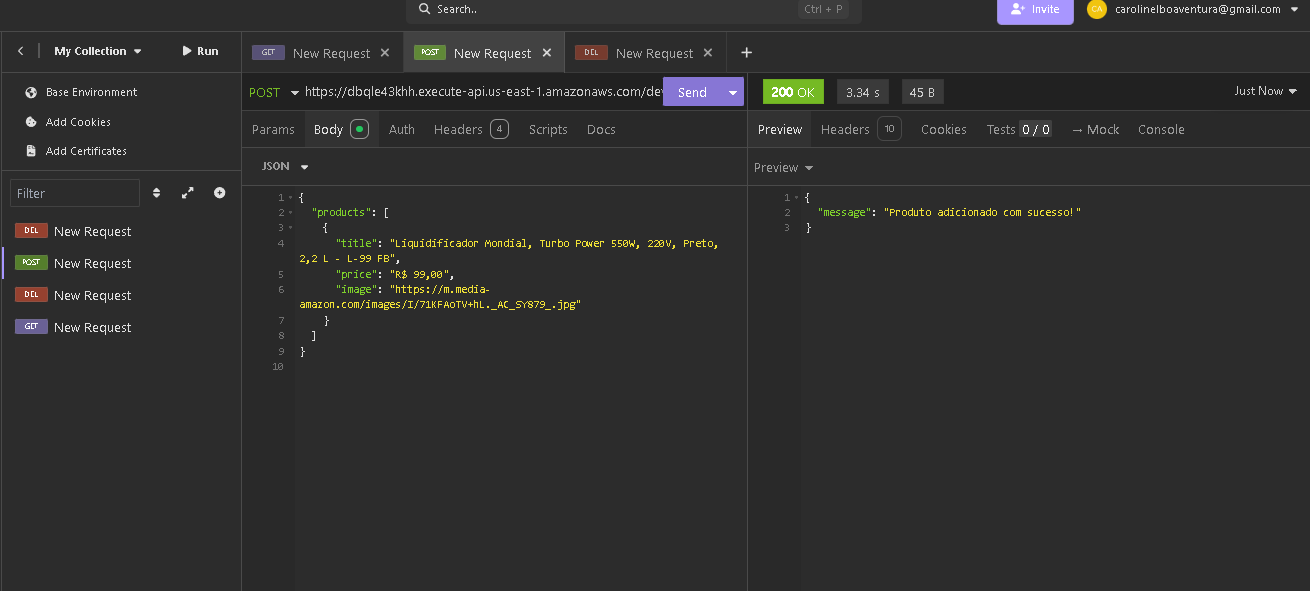 Search..
Ctrl + P
Invite
CA
carolinelboaventura@gmail.com
My Collection
Run
GET New Request
POST New Request
DEL New Request
Base Environment
Add Cookies
Add Certificates
Filter
DEL New Request
POST New Request
DEL New Request
GET New Request
POST
https://dbqle43khh.execute-api.us-east-1.amazonaws.com/dev
Send
200 OK
3.34 s
45 B
Just Now
Params
Body
Auth
Headers 4
Scripts
Docs
Preview
Headers 10
Cookies
Tests 0 / 0
→ Mock
Console
JSON
1 {
2 "products": [
3 {
4 "title": "Liquidificador Mondial, Turbo Power 550W, 220V, Preto,
2,2 L - L-99 FB",
5 "price": "R$ 99,00",
6 "image": "https://m.media-
amazon.com/images/I/71KFAoTV+hL._AC_SY879_.jpg"
7 }
8 ]
9 }
10
Preview
1 {
2 "message": "Produto adicionado com sucesso!"
3 }